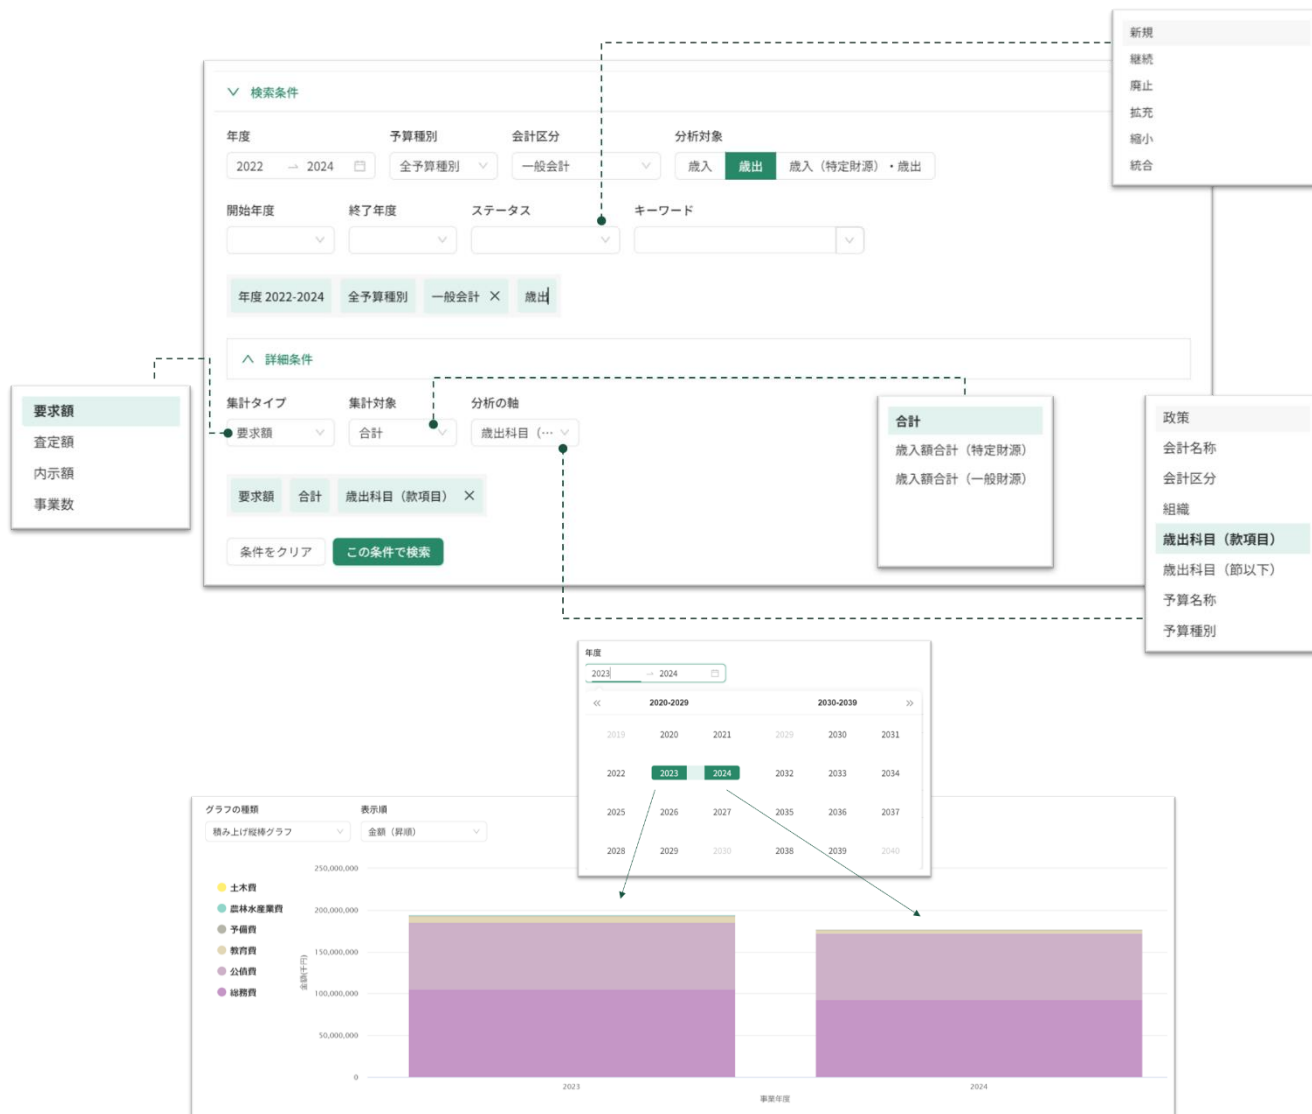 新規
継続
廃止
拡充
縮小
統合
検索条件
年度 予算種別 会計区分 分析対象
2022 → 2024 全予算種別 一般会計 歳入 歳出 歳入（特定財源）・歳出
開始年度 終了年度 ステータス キーワード
年度 2022-2024 全予算種別 一般会計 × 歳出
詳細条件
集計タイプ 集計対象 分析の軸
要求額 合計 歳出科目（…
要求額 合計 歳出科目（款項目） ×
条件をクリア この条件で検索
要求額
査定額
内示額
事業数
合計
歳入額合計（特定財源）
歳入額合計（一般財源）
政策
会計名称
会計区分
組織
歳出科目（款項目）
歳出科目（節以下）
予算名称
予算種別
年度
2023 → 2024
« 2020-2029 2030-2039 »
2019 2020 2021 2029 2030 2031
2022 2023 2024 2032 2033 2034
2025 2026 2027 2035 2036 2037
2028 2029 2030 2038 2039 2040
グラフの種類 表示順
積み上げ縦棒グラフ 金額（昇順）
土木費
農林水産業費
予備費
教育費
公債費
総務費
金額(千円)
250,000,000
200,000,000
150,000,000
100,000,000
50,000,000
0
2023 2024
事業年度